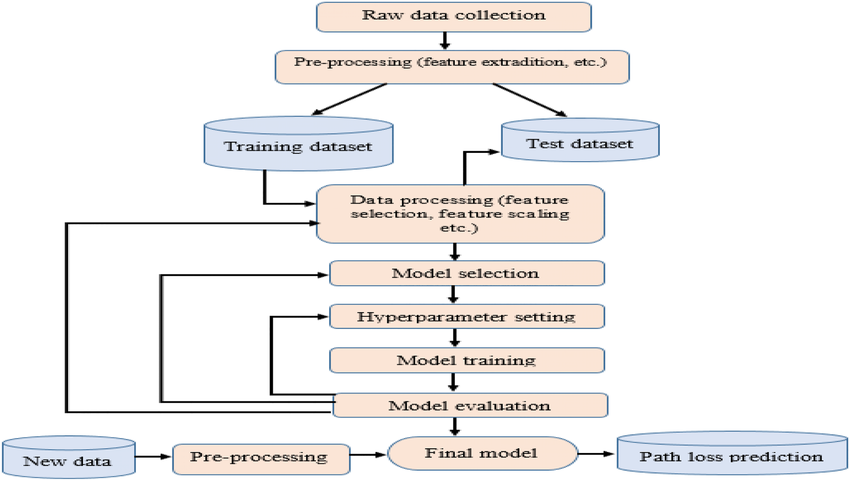 Raw data collection
Pre-processing (feature extradition, etc.)
Training dataset
Test dataset
Data processing (feature
selection, feature scaling
etc.)
Model selection
Hyperparameter setting
Model training
Model evaluation
New data
Pre-processing
Final model
Path loss prediction